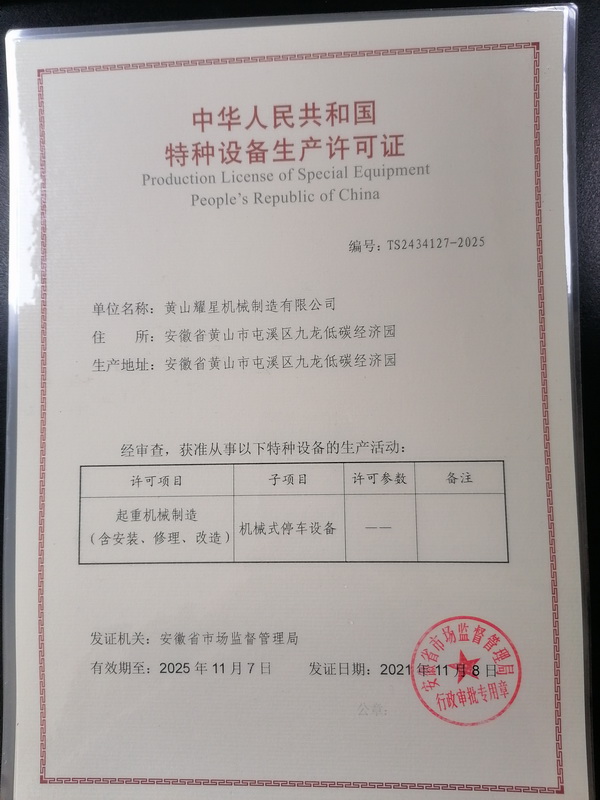 中华人民共和国
特种设备生产许可证
Production License of Special Equipment
People's Republic of China
编号：TS2434127-2025
单位名称：黄山耀星机械制造有限公司
住　　所：安徽省黄山市屯溪区九龙低碳经济园
生产地址：安徽省黄山市屯溪区九龙低碳经济园
经审查，获准从事以下特种设备的生产活动：
许可项目 子项目 许可参数 备注
起重机械制造
（含安装、修理、改造） 机械式停车设备 ——
发证机关：安徽省市场监督管理局
有效期至：2025 年 11 月 7 日 发证日期：2021 年 11 月 8 日
公章：
安徽省市场监督管理局
行政审批专用章